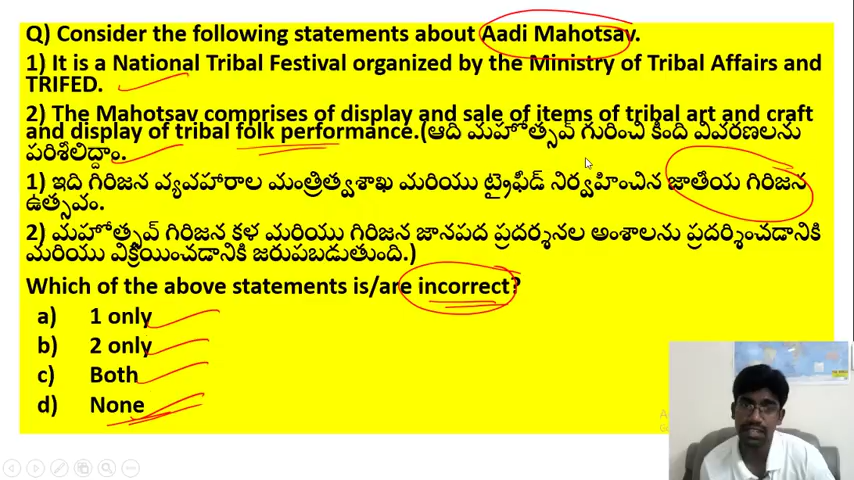 Q) Consider the following statements about Aadi Mahotsav.
1) It is a National Tribal Festival organized by the Ministry of Tribal Affairs and
TRIFED.
2) The Mahotsav comprises of display and sale of items of tribal art and craft
and display of tribal folk performance.(ఆది మహోత్సవ్ గురించి కింది వివరణలను
పరిశీలిద్దాం.
1) ఇది గిరిజన వ్యవహారాల మంత్రిత్వశాఖ మరియు ట్రైఫెడ్ నిర్వహించిన జాతీయ గిరిజన
ఉత్సవం.
2) మహోత్సవ్ గిరిజన కళ మరియు గిరిజన జానపద ప్రదర్శనల అంశాలను ప్రదర్శించడానికి
మరియు విక్రయించడానికి జరుపబడుతుంది.)
Which of the above statements is/are incorrect?
a) 1 only
b) 2 only
c) Both
d) None